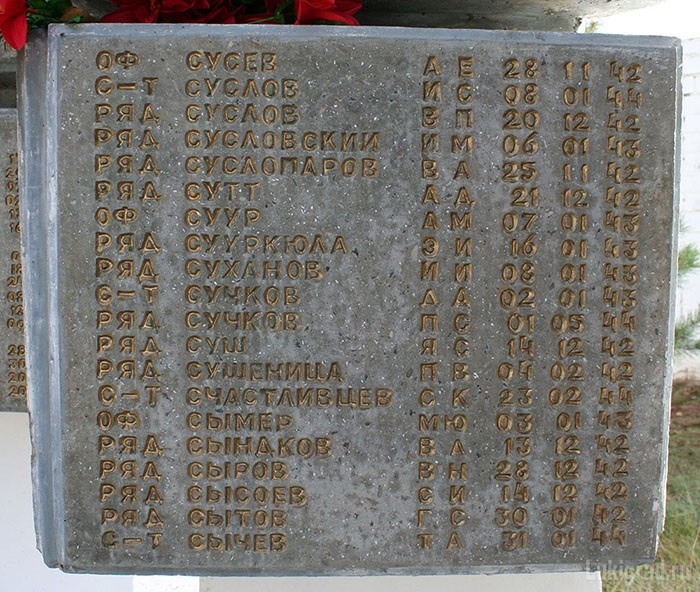 ОФ СУСЕВ А Е 28 11 42
С-Т СУСЛОВ И С 08 01 44
РЯД СУСЛОВ В П 20 12 42
РЯД СУСЛОВСКИЙ И М 06 01 43
РЯД СУСЛОПАРОВ В А 25 11 42
РЯД СУТТ А А 21 12 42
ОФ СУУР А М 07 01 43
РЯД СУУРКЮЛА Э И 16 01 43
РЯД СУХАНОВ И И 08 01 43
С-Т СУЧКОВ Д А 02 01 43
РЯД СУЧКОВ П С 01 05 44
РЯД СУШ Я С 14 12 42
РЯД СУШЕНИЦА П В 04 02 42
С-Т СЧАСТЛИВЦЕВ С К 23 02 44
ОФ СЫМЕР М Ю 03 01 43
РЯД СЫНДАКОВ В А 13 12 42
РЯД СЫРОВ В Н 28 12 42
РЯД СЫСОЕВ С И 14 12 42
РЯД СЫТОВ Г С 30 01 42
С-Т СЫЧЕВ Т А 31 01 44
Lukigrad.ru